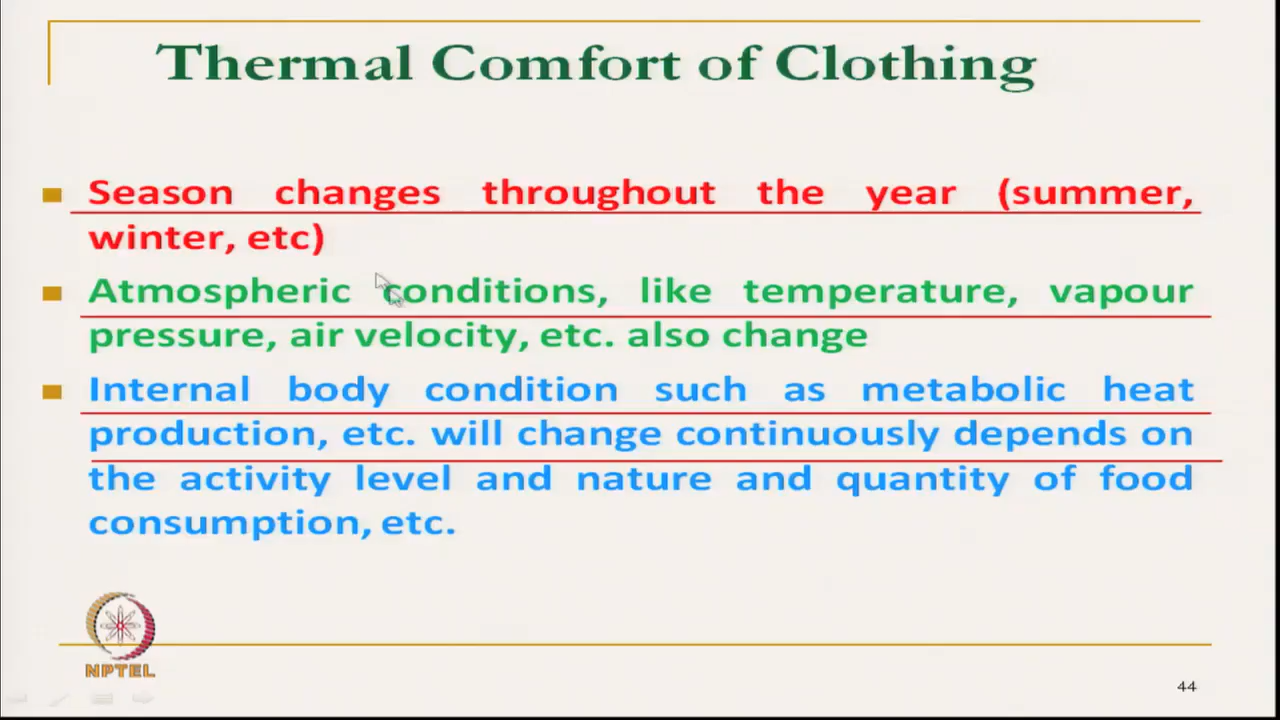 Thermal Comfort of Clothing
Season changes throughout the year (summer,
winter, etc)
Atmospheric conditions, like temperature, vapour
pressure, air velocity, etc. also change
Internal body condition such as metabolic heat
production, etc. will change continuously depends on
the activity level and nature and quantity of food
consumption, etc.
NPTEL
44